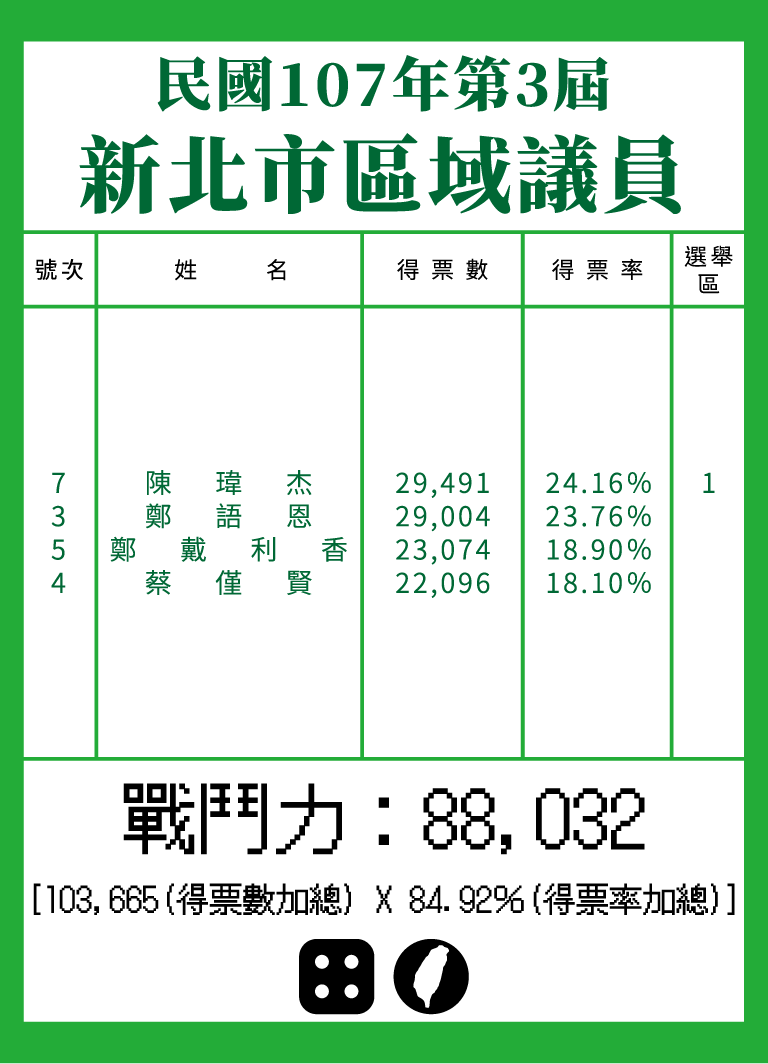 民國107年第3屆
新北市區域議員
號次 姓名 得票數 得票率 選舉區
7 陳瑋杰 29,491 24.16% 1
3 鄭語恩 29,004 23.76%
5 鄭戴利香 23,074 18.90%
4 蔡僅賢 22,096 18.10%
戰鬥力：88,032
[103,665(得票數加總) X 84.92%(得票率加總)]